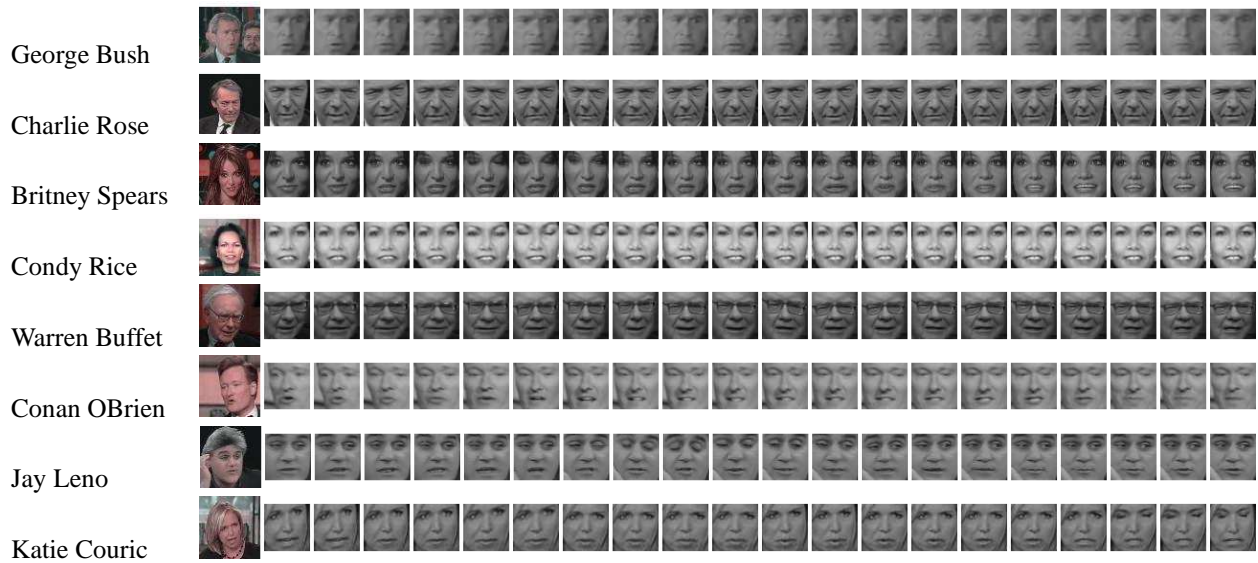 George Bush
Charlie Rose
Britney Spears
Condy Rice
Warren Buffet
Conan OBrien
Jay Leno
Katie Couric